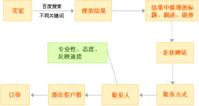 买家
百度搜索
不同关键词
搜索结果
结果中展现的标
题、描述、链接
专业性、态度、
反映速度
企业网站
订单
潜在客户群
联系人
联系方式